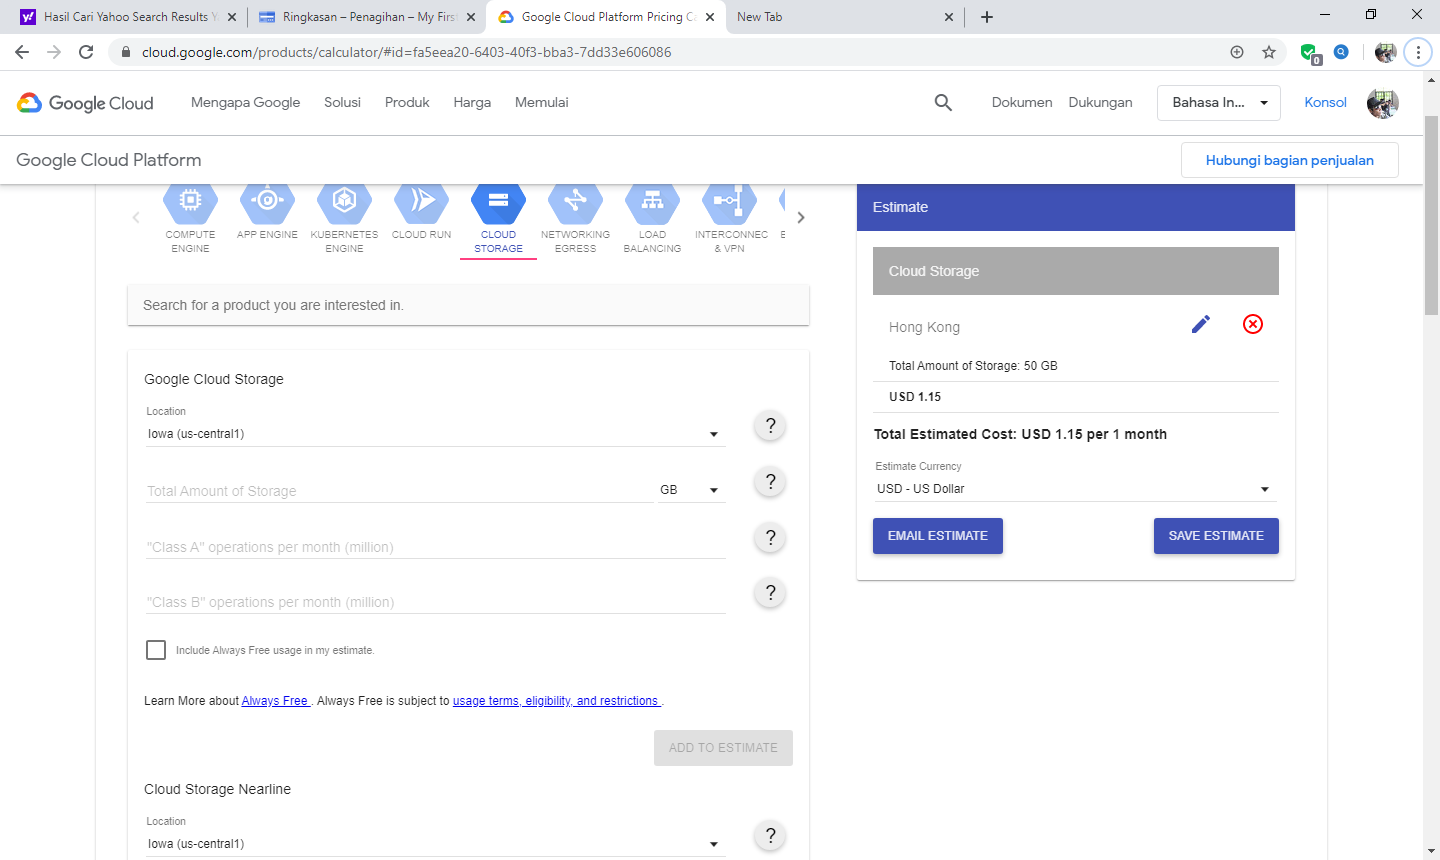 Hasil Cari Yahoo Search Results
Ringkasan – Penagihan – My First
Google Cloud Platform Pricing Ca
New Tab
cloud.google.com/products/calculator/#id=fa5eea20-6403-40f3-bba3-7dd33e606086
0
Google Cloud
Mengapa Google
Solusi
Produk
Harga
Memulai
Dokumen
Dukungan
Bahasa In...
Konsol
Google Cloud Platform
Hubungi bagian penjualan
COMPUTE
ENGINE
APP ENGINE
KUBERNETES
ENGINE
CLOUD RUN
CLOUD
STORAGE
NETWORKING
EGRESS
LOAD
BALANCING
INTERCONNEC
& VPN
E
Search for a product you are interested in.
Google Cloud Storage
Location
Iowa (us-central1)
?
Total Amount of Storage
GB
?
"Class A" operations per month (million)
?
"Class B" operations per month (million)
?
Include Always Free usage in my estimate.
Learn More about Always Free . Always Free is subject to usage terms, eligibility, and restrictions .
ADD TO ESTIMATE
Cloud Storage Nearline
Location
Iowa (us-central1)
?
Estimate
Cloud Storage
Hong Kong
Total Amount of Storage: 50 GB
USD 1.15
Total Estimated Cost: USD 1.15 per 1 month
Estimate Currency
USD - US Dollar
EMAIL ESTIMATE
SAVE ESTIMATE